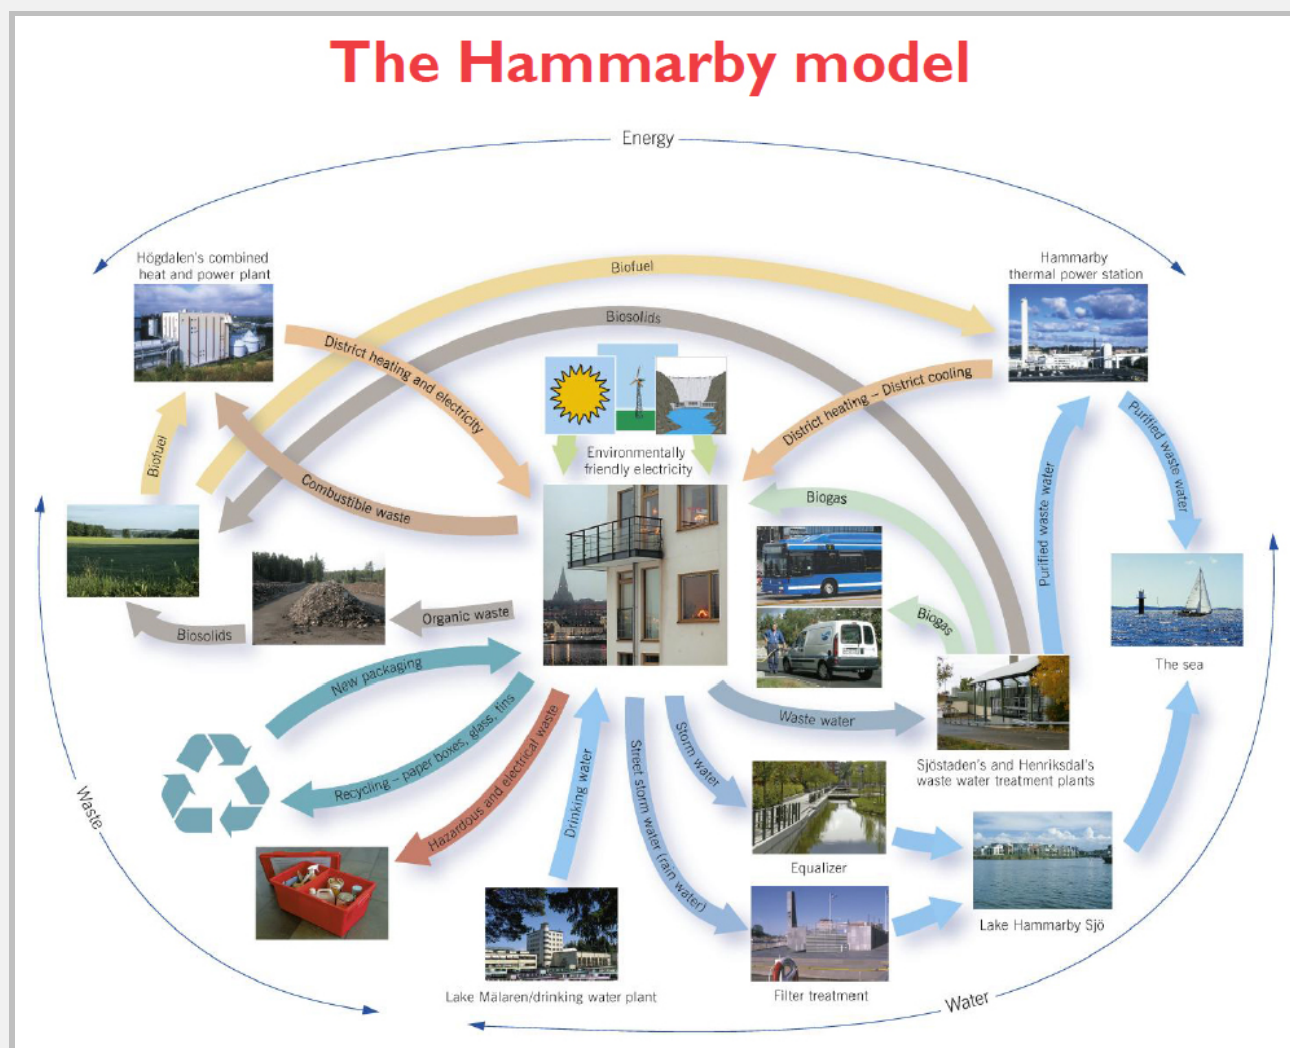 The Hammarby model
Energy
Högdalen's combined
heat and power plant
Biofuel
Hammarby
thermal power station
Biosolids
District heating and electricity
District heating – District cooling
Environmentally
friendly electricity
Biofuel
Combustible waste
Purified waste water
Purified waste water
Biogas
Biogas
Organic waste
Biosolids
The sea
New packaging
Waste water
Recycling – paper boxes, glass, tins
Hazardous and electrical waste
Drinking water
Street storm water (rain water)
Storm water
Sjöstaden's and Henriksdal's
waste water treatment plants
Waste
Equalizer
Lake Hammarby Sjö
Lake Mälaren/drinking water plant
Filter treatment
Water